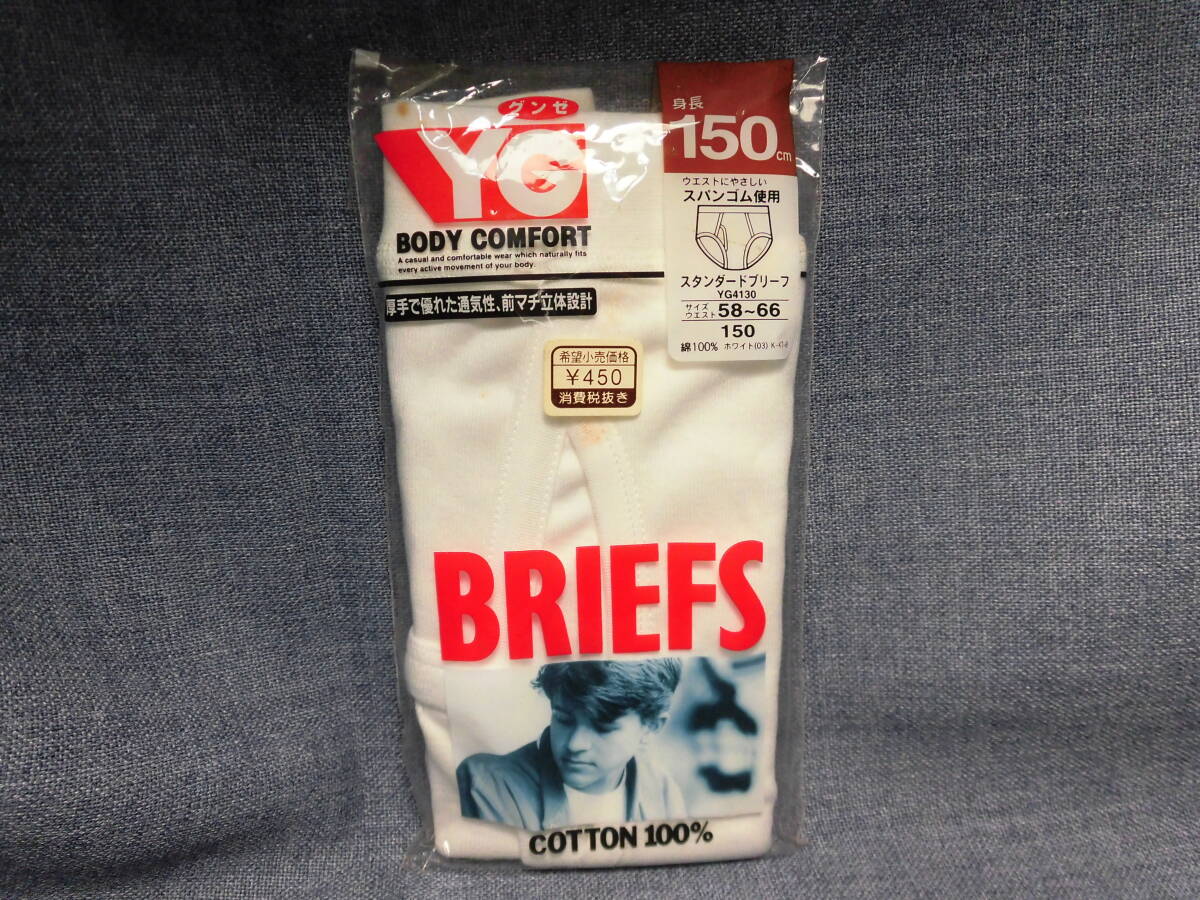 グンゼ
YG
BODY COMFORT
A casual and comfortable wear which naturally fits
every active movement of your body.
厚手で優れた通気性、前マチ立体設計
身長
150cm
ウエストにやさしい
スパンゴム使用
スタンダードブリーフ
YG4130
サイズ
ウエスト 58~66
150
綿100% ホワイト(03)
希望小売価格
¥450
消費税抜き
BRIEFS
COTTON 100%